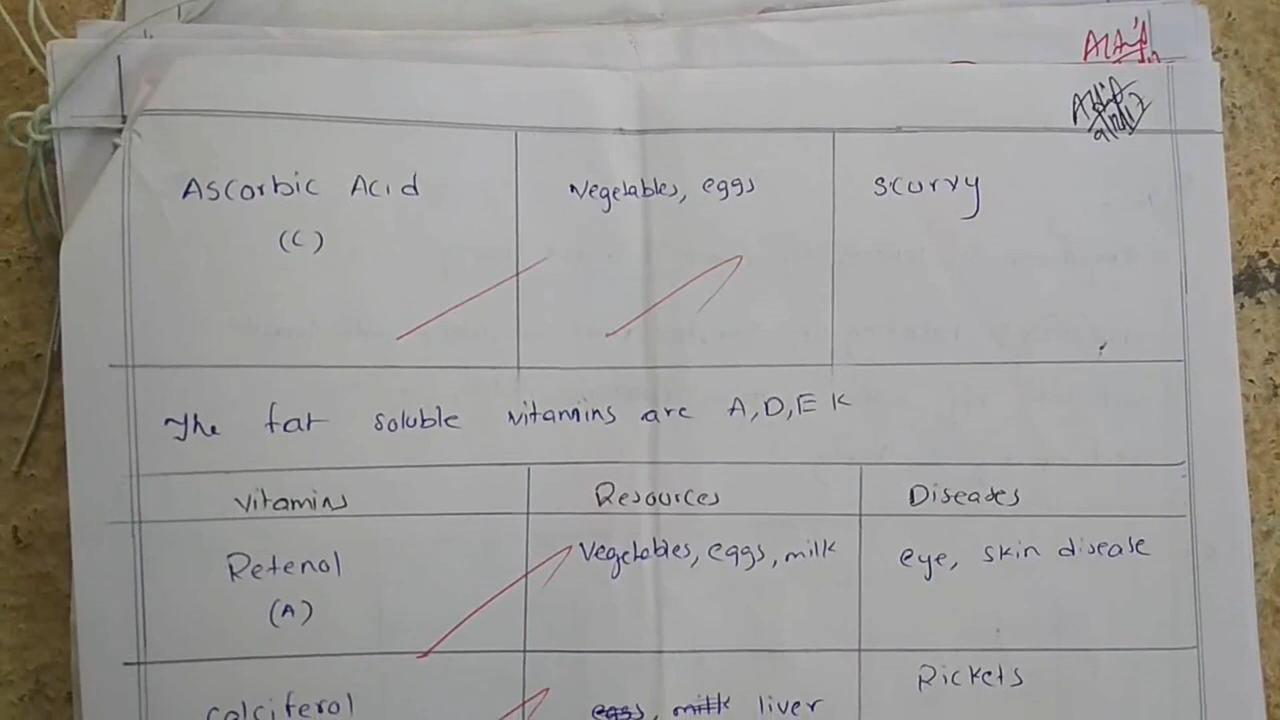 Ascorbic Acid
Vegetables, eggs
Scurvy
(C)
The fat soluble vitamins are A, D, E K
Vitamins
Resources
Diseases
Retenol
Vegetables, eggs, milk
eye, skin disease
(A)
Calciferol
eggs, milk liver
Rickets